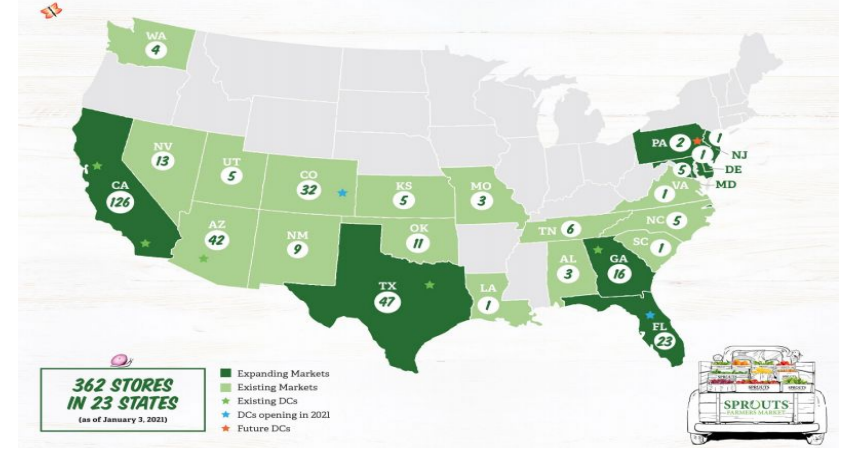 WA
4
NV
13
UT
5
CO
32
CA
126
AZ
42
NM
9
KS
5
MO
3
OK
11
TX
47
LA
1
TN 6
AL
3
GA
16
FL
23
SC 1
NC 5
VA
1
PA 2
1
1
5
NJ
DE
MD
362 STORES
IN 23 STATES
(as of January 3, 2021)
Expanding Markets
Existing Markets
Existing DCs
DCs opening in 2021
Future DCs
SPROUTS
FARMERS MARKET